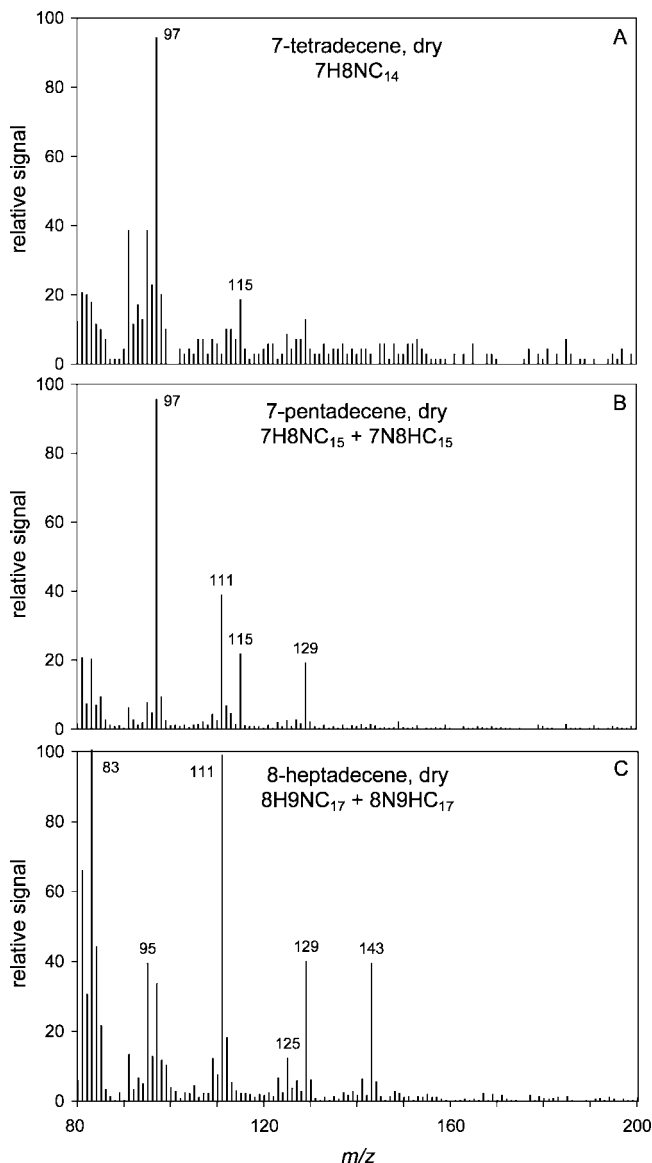 100
80
60
40
20
0
relative signal
A
7-tetradecene, dry
7H8NC₁₄
97
115
100
80
60
40
20
0
relative signal
B
7-pentadecene, dry
7H8NC₁₅ + 7N8HC₁₅
97
111
115
129
100
80
60
40
20
0
relative signal
C
8-heptadecene, dry
8H9NC₁₇ + 8N9HC₁₇
83
111
95
129
143
125
80
120
160
200
m/z